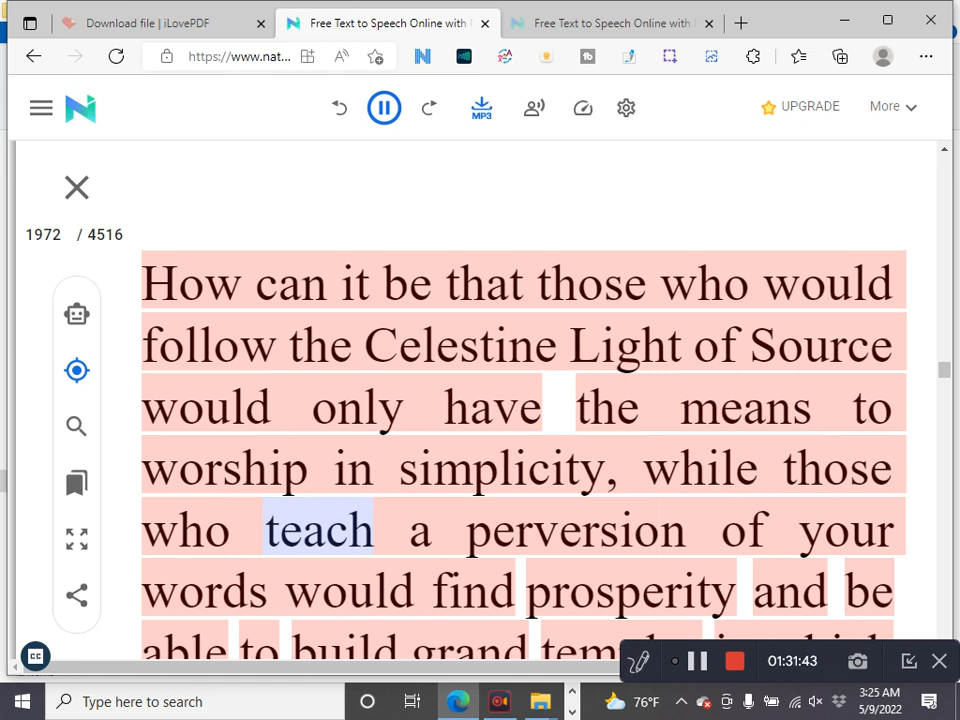 Download file | iLovePDF
Free Text to Speech Online with
Free Text to Speech Online with
https://www.nat...
MP3
UPGRADE
More
1972 / 4516
How can it be that those who would
follow the Celestine Light of Source
would only have the means to
worship in simplicity, while those
who teach a perversion of your
words would find prosperity and be
able to build grand
CC
01:31:43
Type here to search
76°F
3:25 AM
5/9/2022